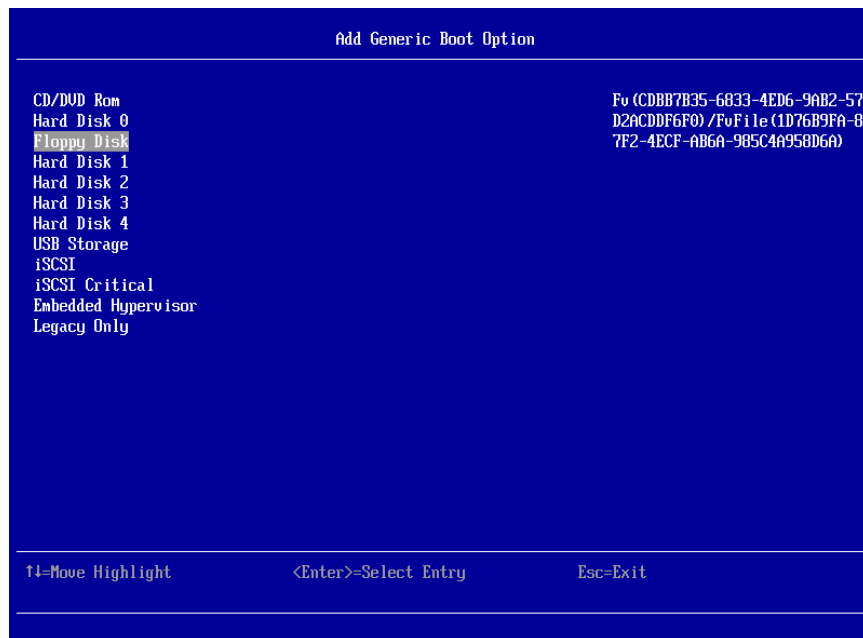 Add Generic Boot Option
CD/DVD Rom
Hard Disk 0
Floppy Disk
Hard Disk 1
Hard Disk 2
Hard Disk 3
Hard Disk 4
USB Storage
iSCSI
iSCSI Critical
Embedded Hypervisor
Legacy Only
Fv(CDBB7B35-6833-4ED6-9AB2-57
D2ACDDF6F0)/FvFile(1D76B9FA-8
7F2-4ECF-AB6A-985C4A958D6A)
↑↓=Move Highlight <Enter>=Select Entry Esc=Exit